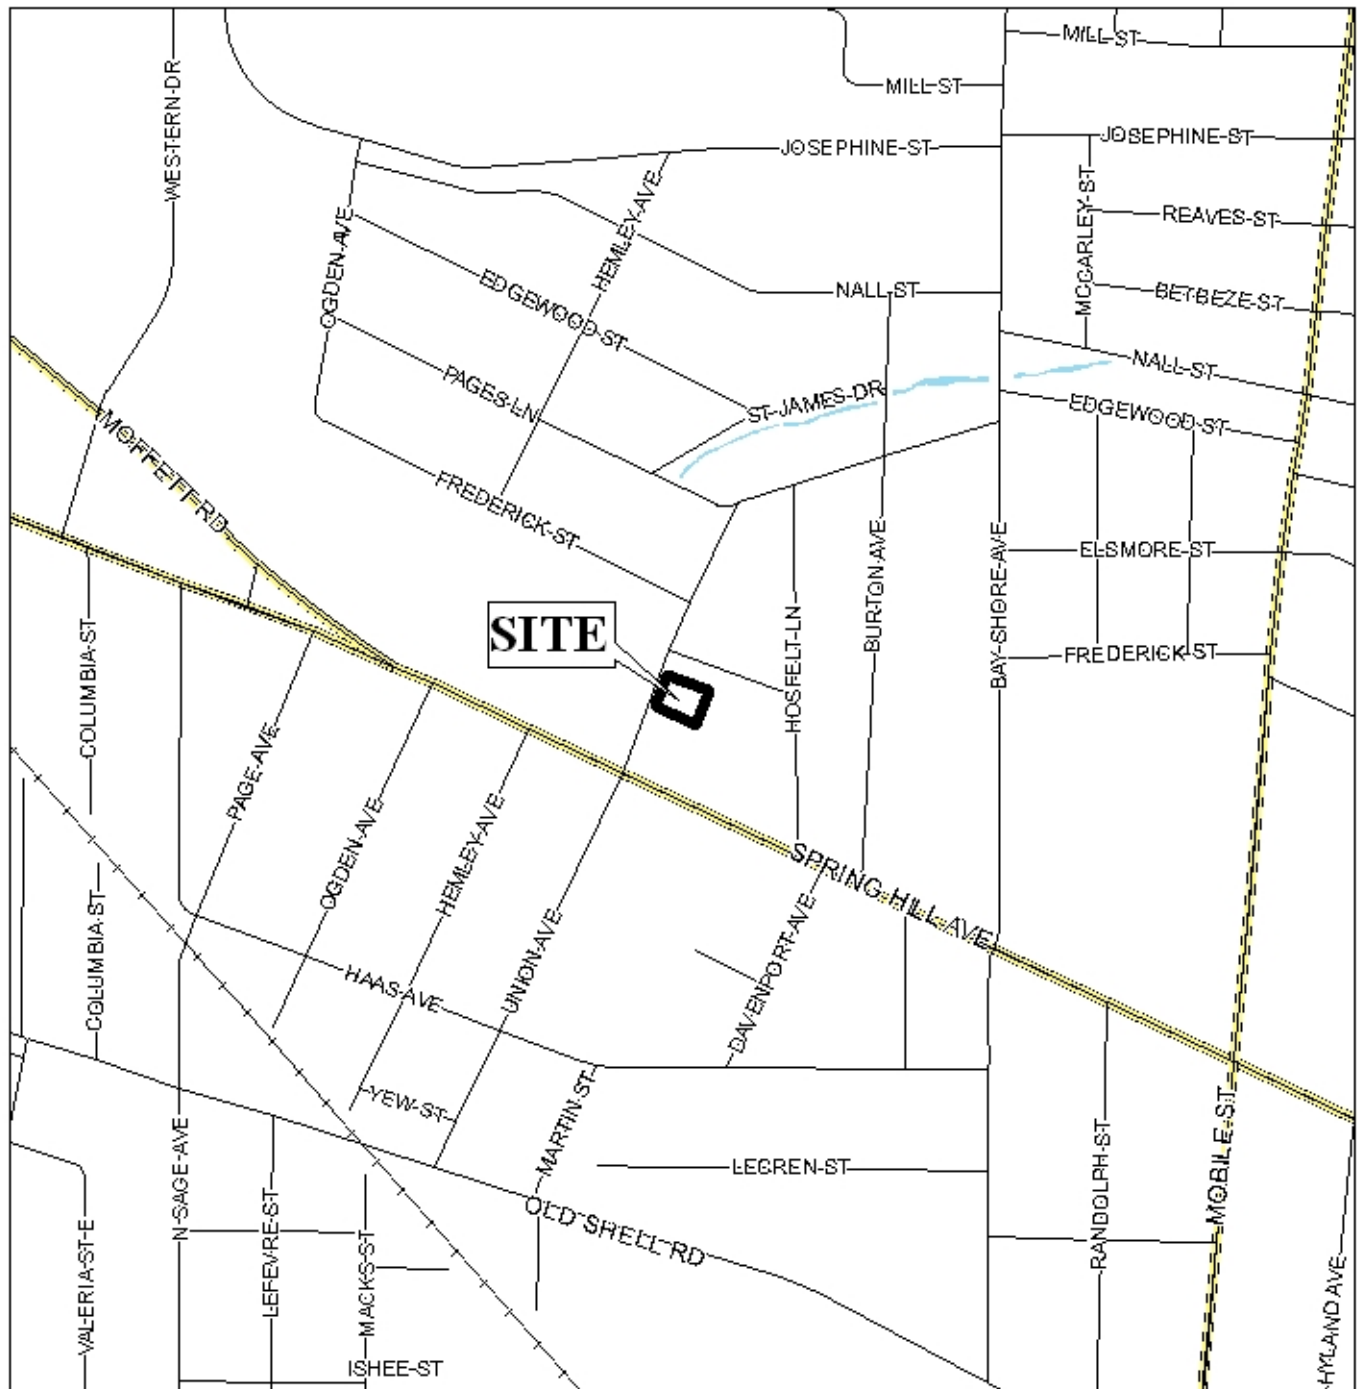 MILL-ST
MILL-ST
WESTERN-DR
JOSEPHINE-ST
JOSEPHINE-ST
MCCARLEY-ST
REAVES-ST
HEMLEY-AVE
OGDEN-AVE
EDGEWOOD-ST
NALL-ST
BETBEZE-ST
NALL-ST
PAGES-LN
ST-JAMES-DR
EDGEWOOD-ST
MOFFETT-RD
FREDERICK-ST
ELSMORE-ST
BURTON-AVE
BAY-SHORE-AVE
SITE
COLUMBIA-ST
HOSFELT-LN
FREDERICK-ST
PAGE-AVE
OGDEN-AVE
HEMLEY-AVE
SPRING-HILL-AVE
UNION-AVE
DAVENPORT-AVE
COLUMBIA-ST
HAAS-AVE
YEW-ST
MARTIN-ST
LEGREN-ST
N-SAGE-AVE
RANDOLPH-ST
MOBILE-ST
OLD SHELL-RD
LEFEVRE-ST
MACKS-ST
VALERIA-ST-E
HYLAND AVE
ISHEE-ST